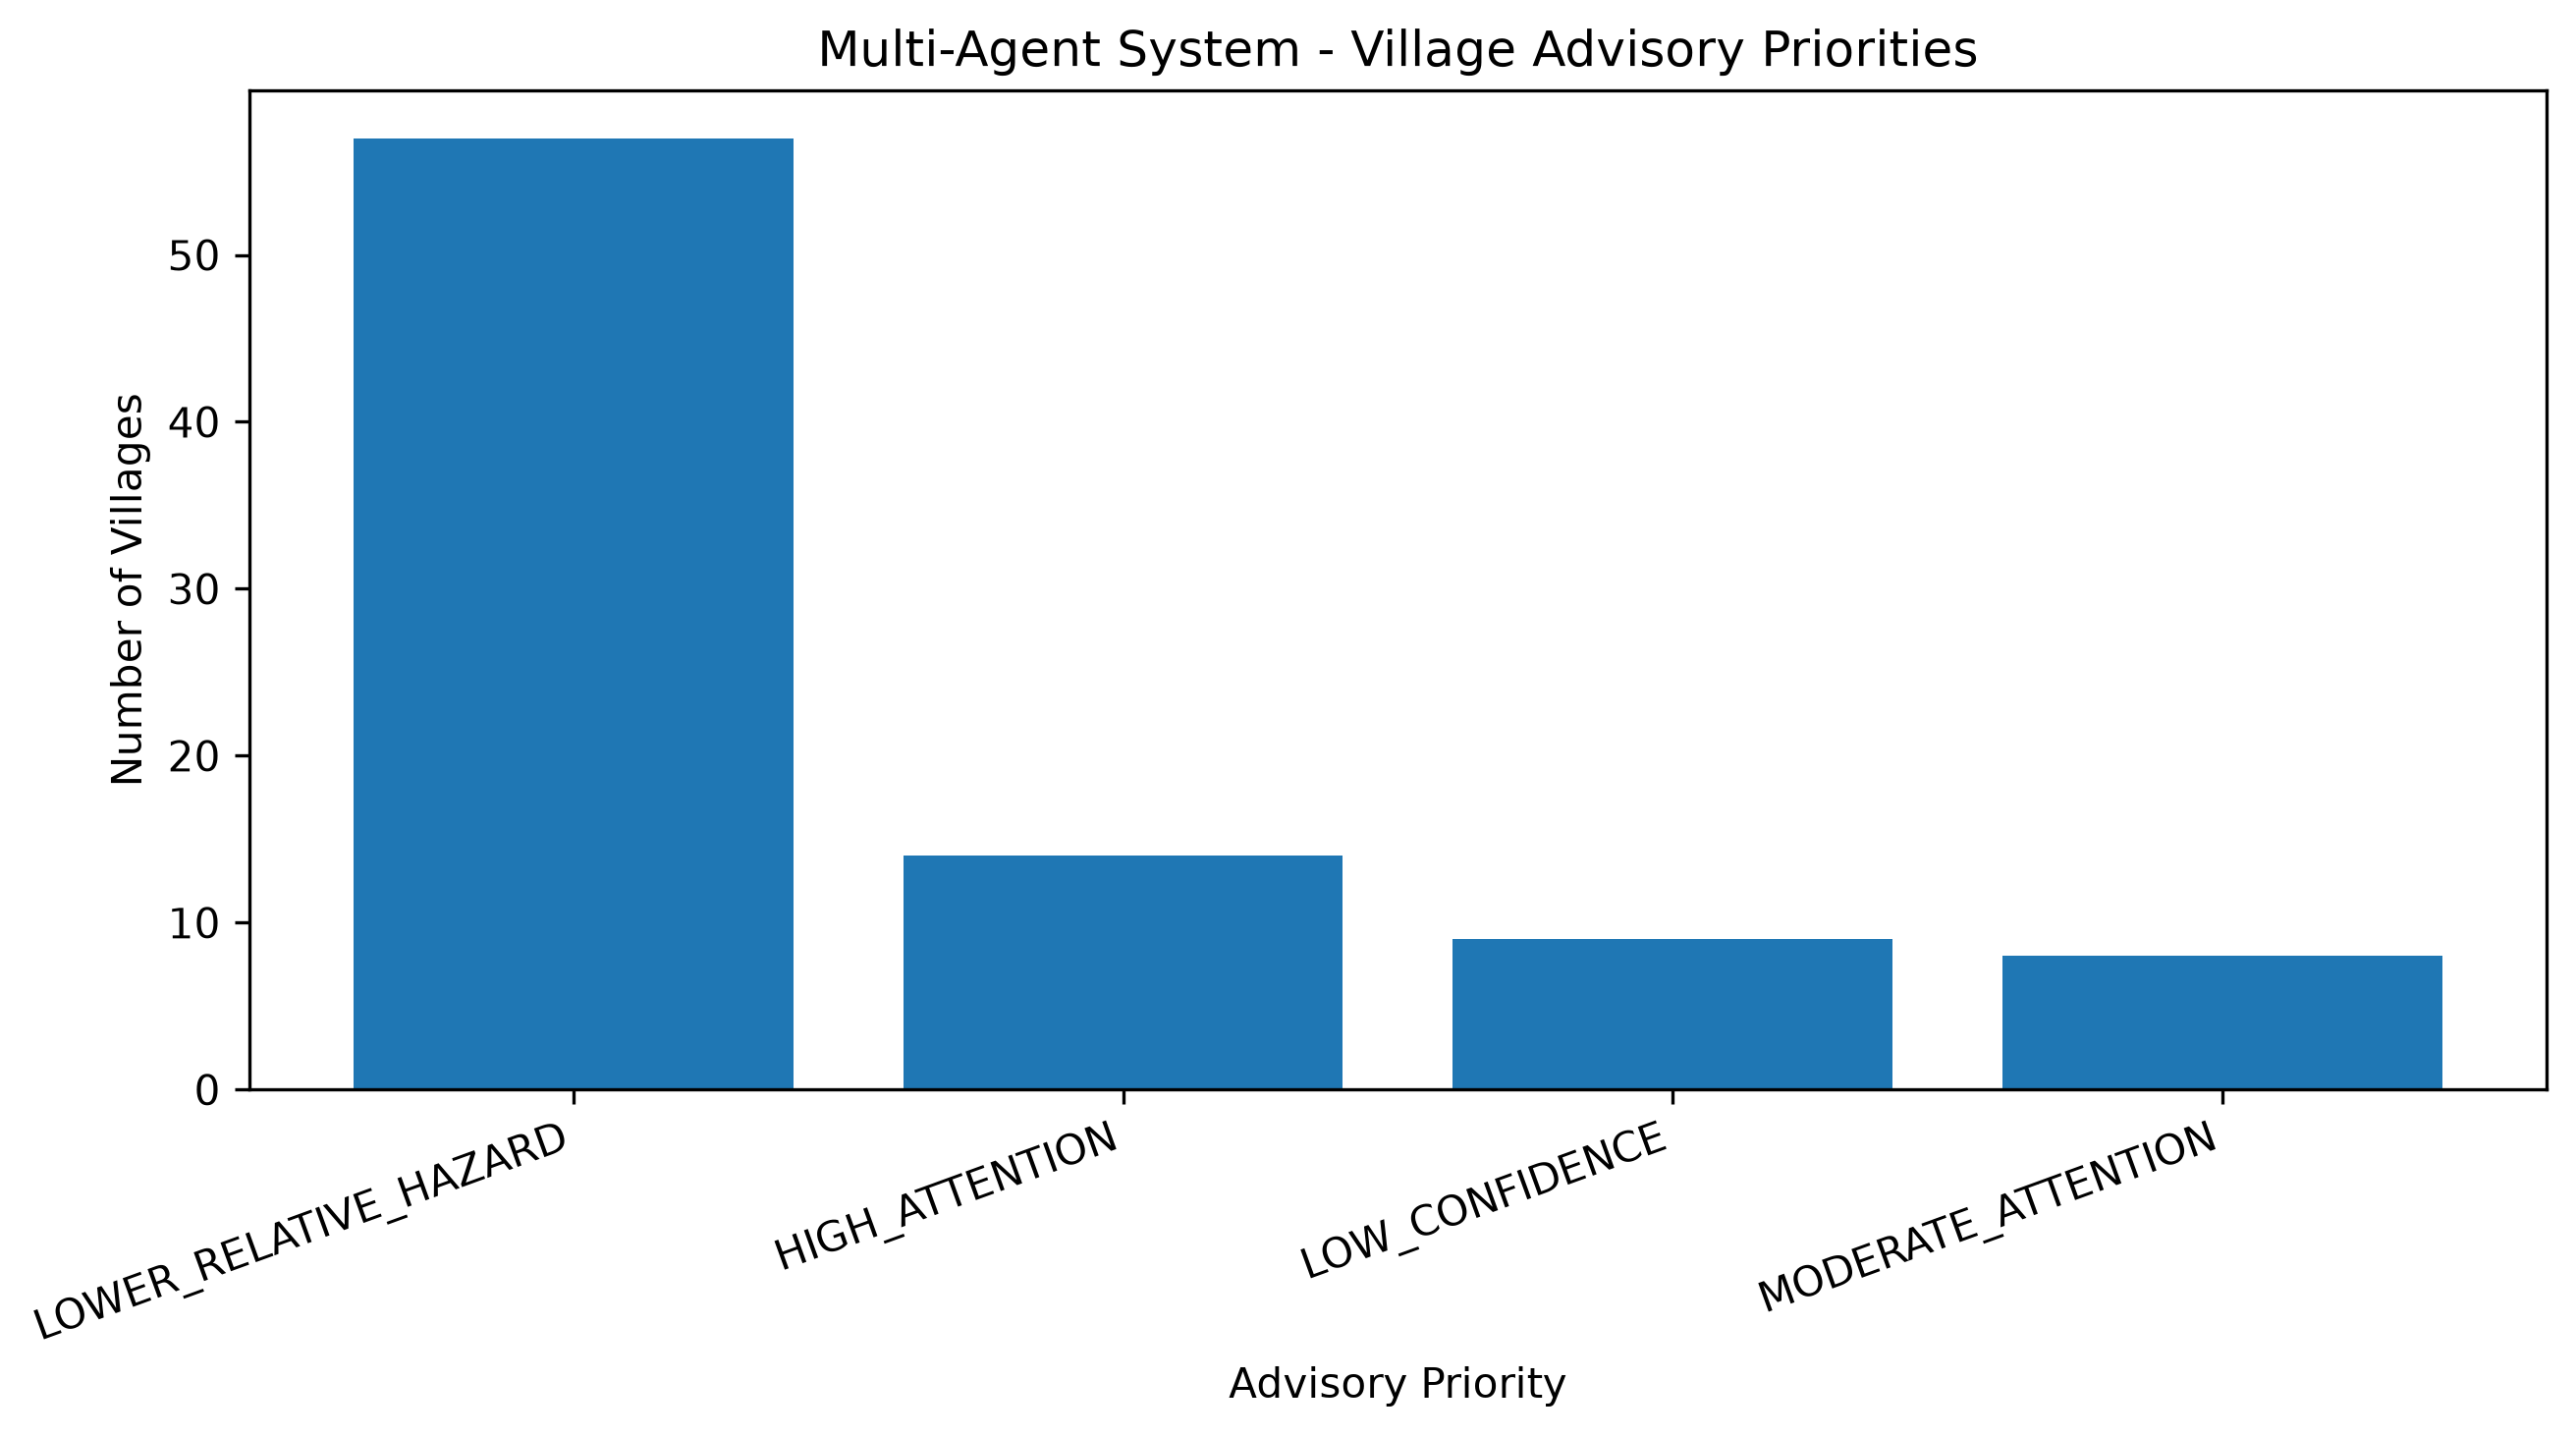 Multi-Agent System - Village Advisory Priorities
Number of Villages
50
40
30
20
10
0
LOWER_RELATIVE_HAZARD
HIGH_ATTENTION
LOW_CONFIDENCE
MODERATE_ATTENTION
Advisory Priority